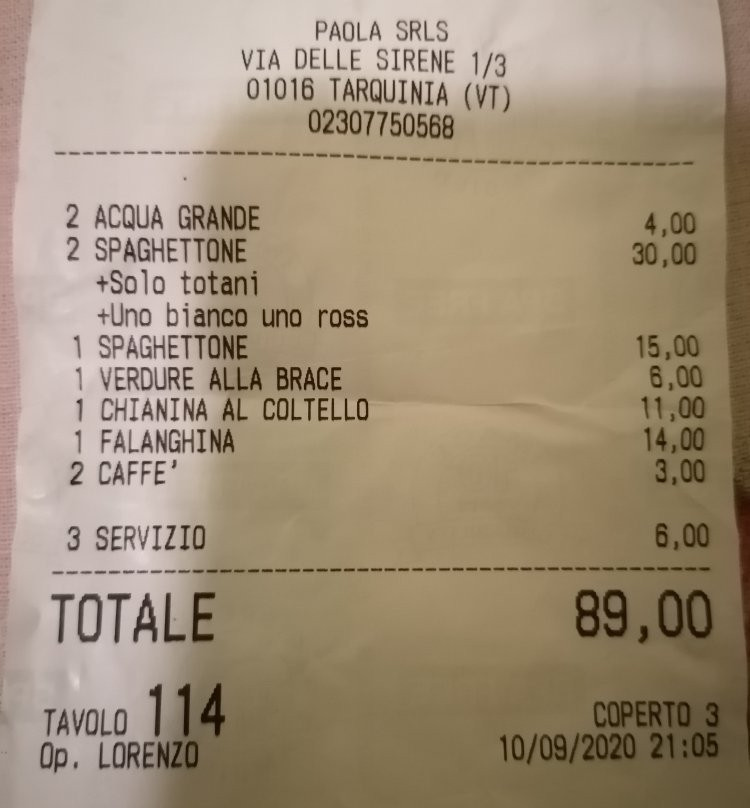 PAOLA SRLS
VIA DELLE SIRENE 1/3
01016 TARQUINIA (VT)
02307750568
2 ACQUA GRANDE 4,00
2 SPAGHETTONE 30,00
+Solo totani
+Uno bianco uno ross
1 SPAGHETTONE 15,00
1 VERDURE ALLA BRACE 6,00
1 CHIANINA AL COLTELLO 11,00
1 FALANGHINA 14,00
2 CAFFE' 3,00
3 SERVIZIO 6,00
TOTALE 89,00
TAVOLO 114 COPERTO 3
Op. LORENZO 10/09/2020 21:05